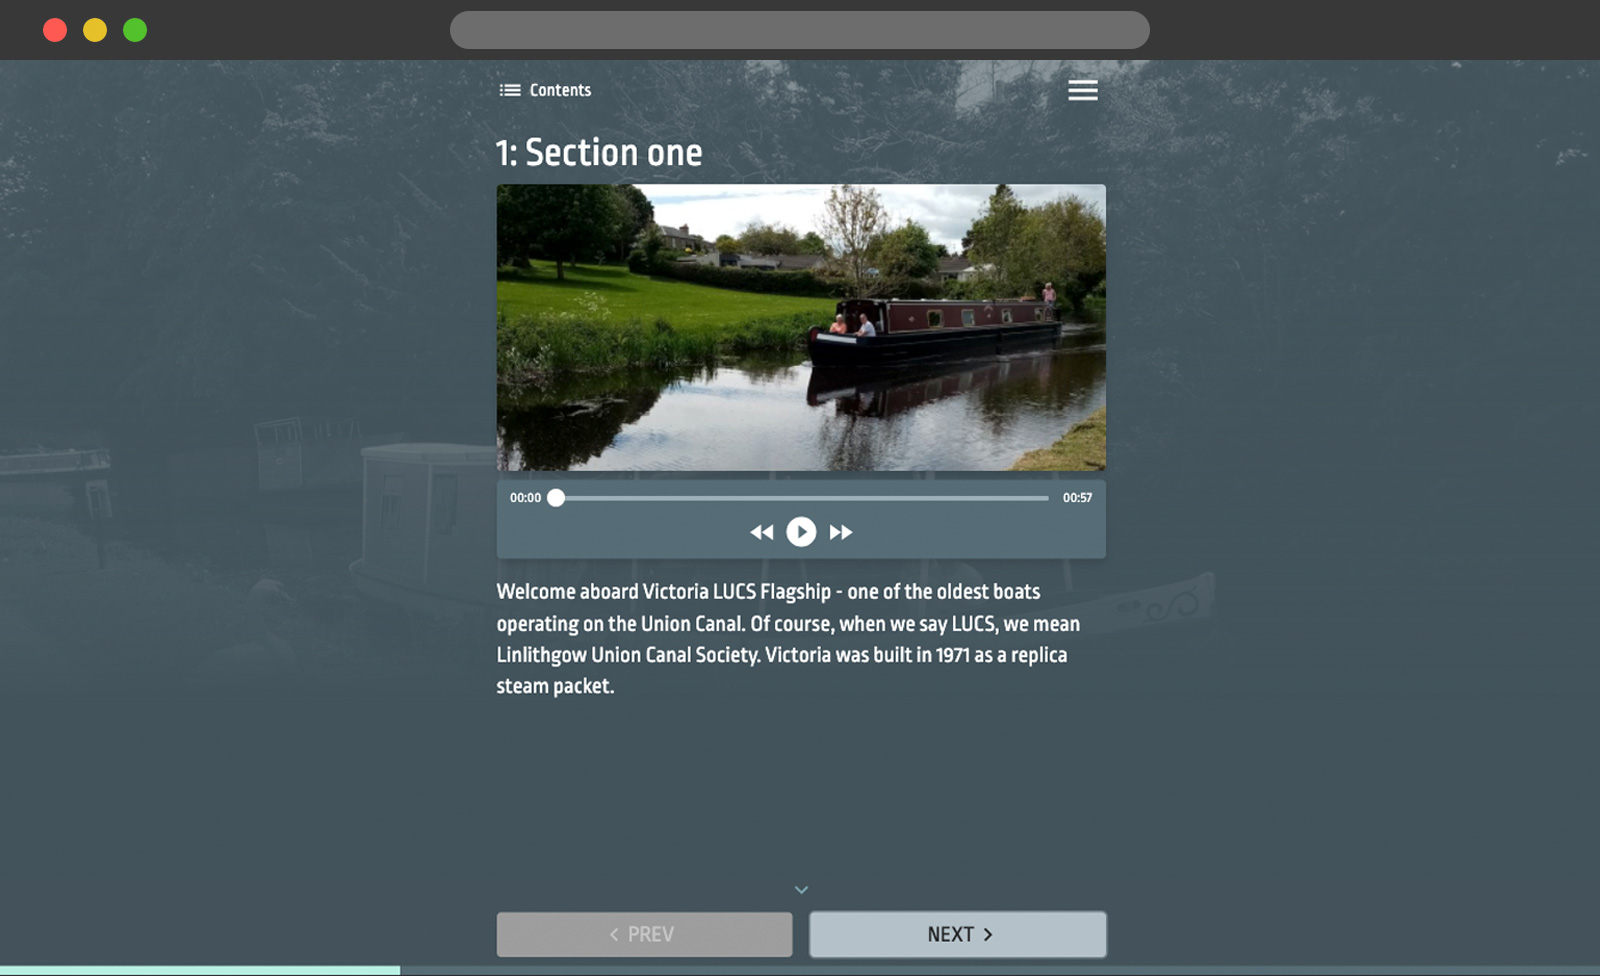 Contents
1: Section one
00:00
00:57
Welcome aboard Victoria LUCS Flagship - one of the oldest boats
operating on the Union Canal. Of course, when we say LUCS, we mean
Linlithgow Union Canal Society. Victoria was built in 1971 as a replica
steam packet.
PREV
NEXT